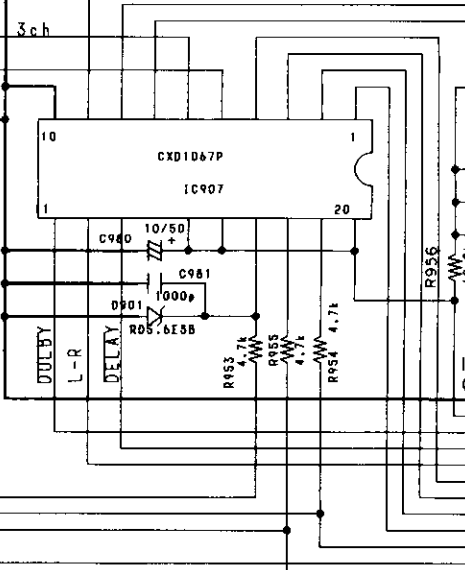 3ch
10
1
CXD1067P
IC907
1
20
10/50
+
C980
C981
1000p
D901
RD5.6ESB
DOLBY
L-R
DELAY
R953
4.7k
R955
4.7k
R954
4.7k
R956